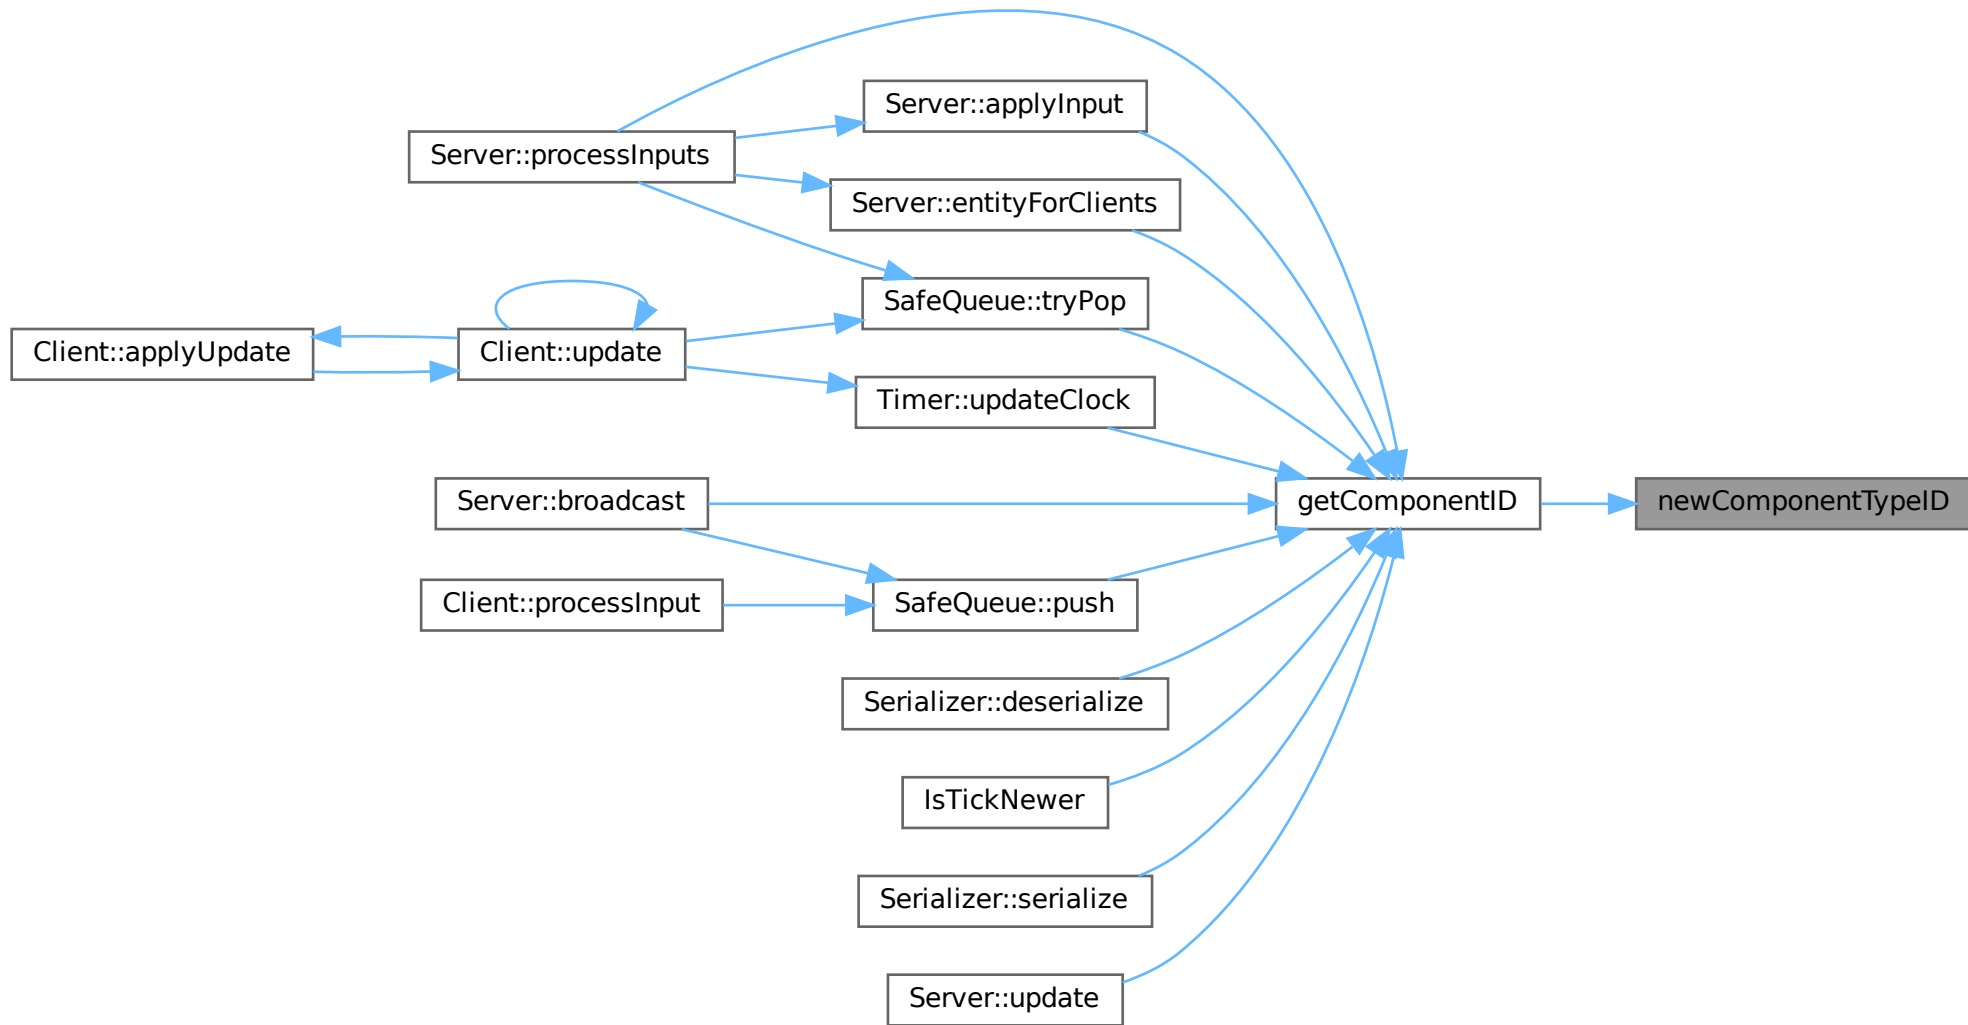 Server::applyInput
Server::processInputs
Server::entityForClients
SafeQueue::tryPop
Client::applyUpdate
Client::update
Timer::updateClock
Server::broadcast
getComponentID
newComponentTypeID
Client::processInput
SafeQueue::push
Serializer::deserialize
IsTickNewer
Serializer::serialize
Server::update